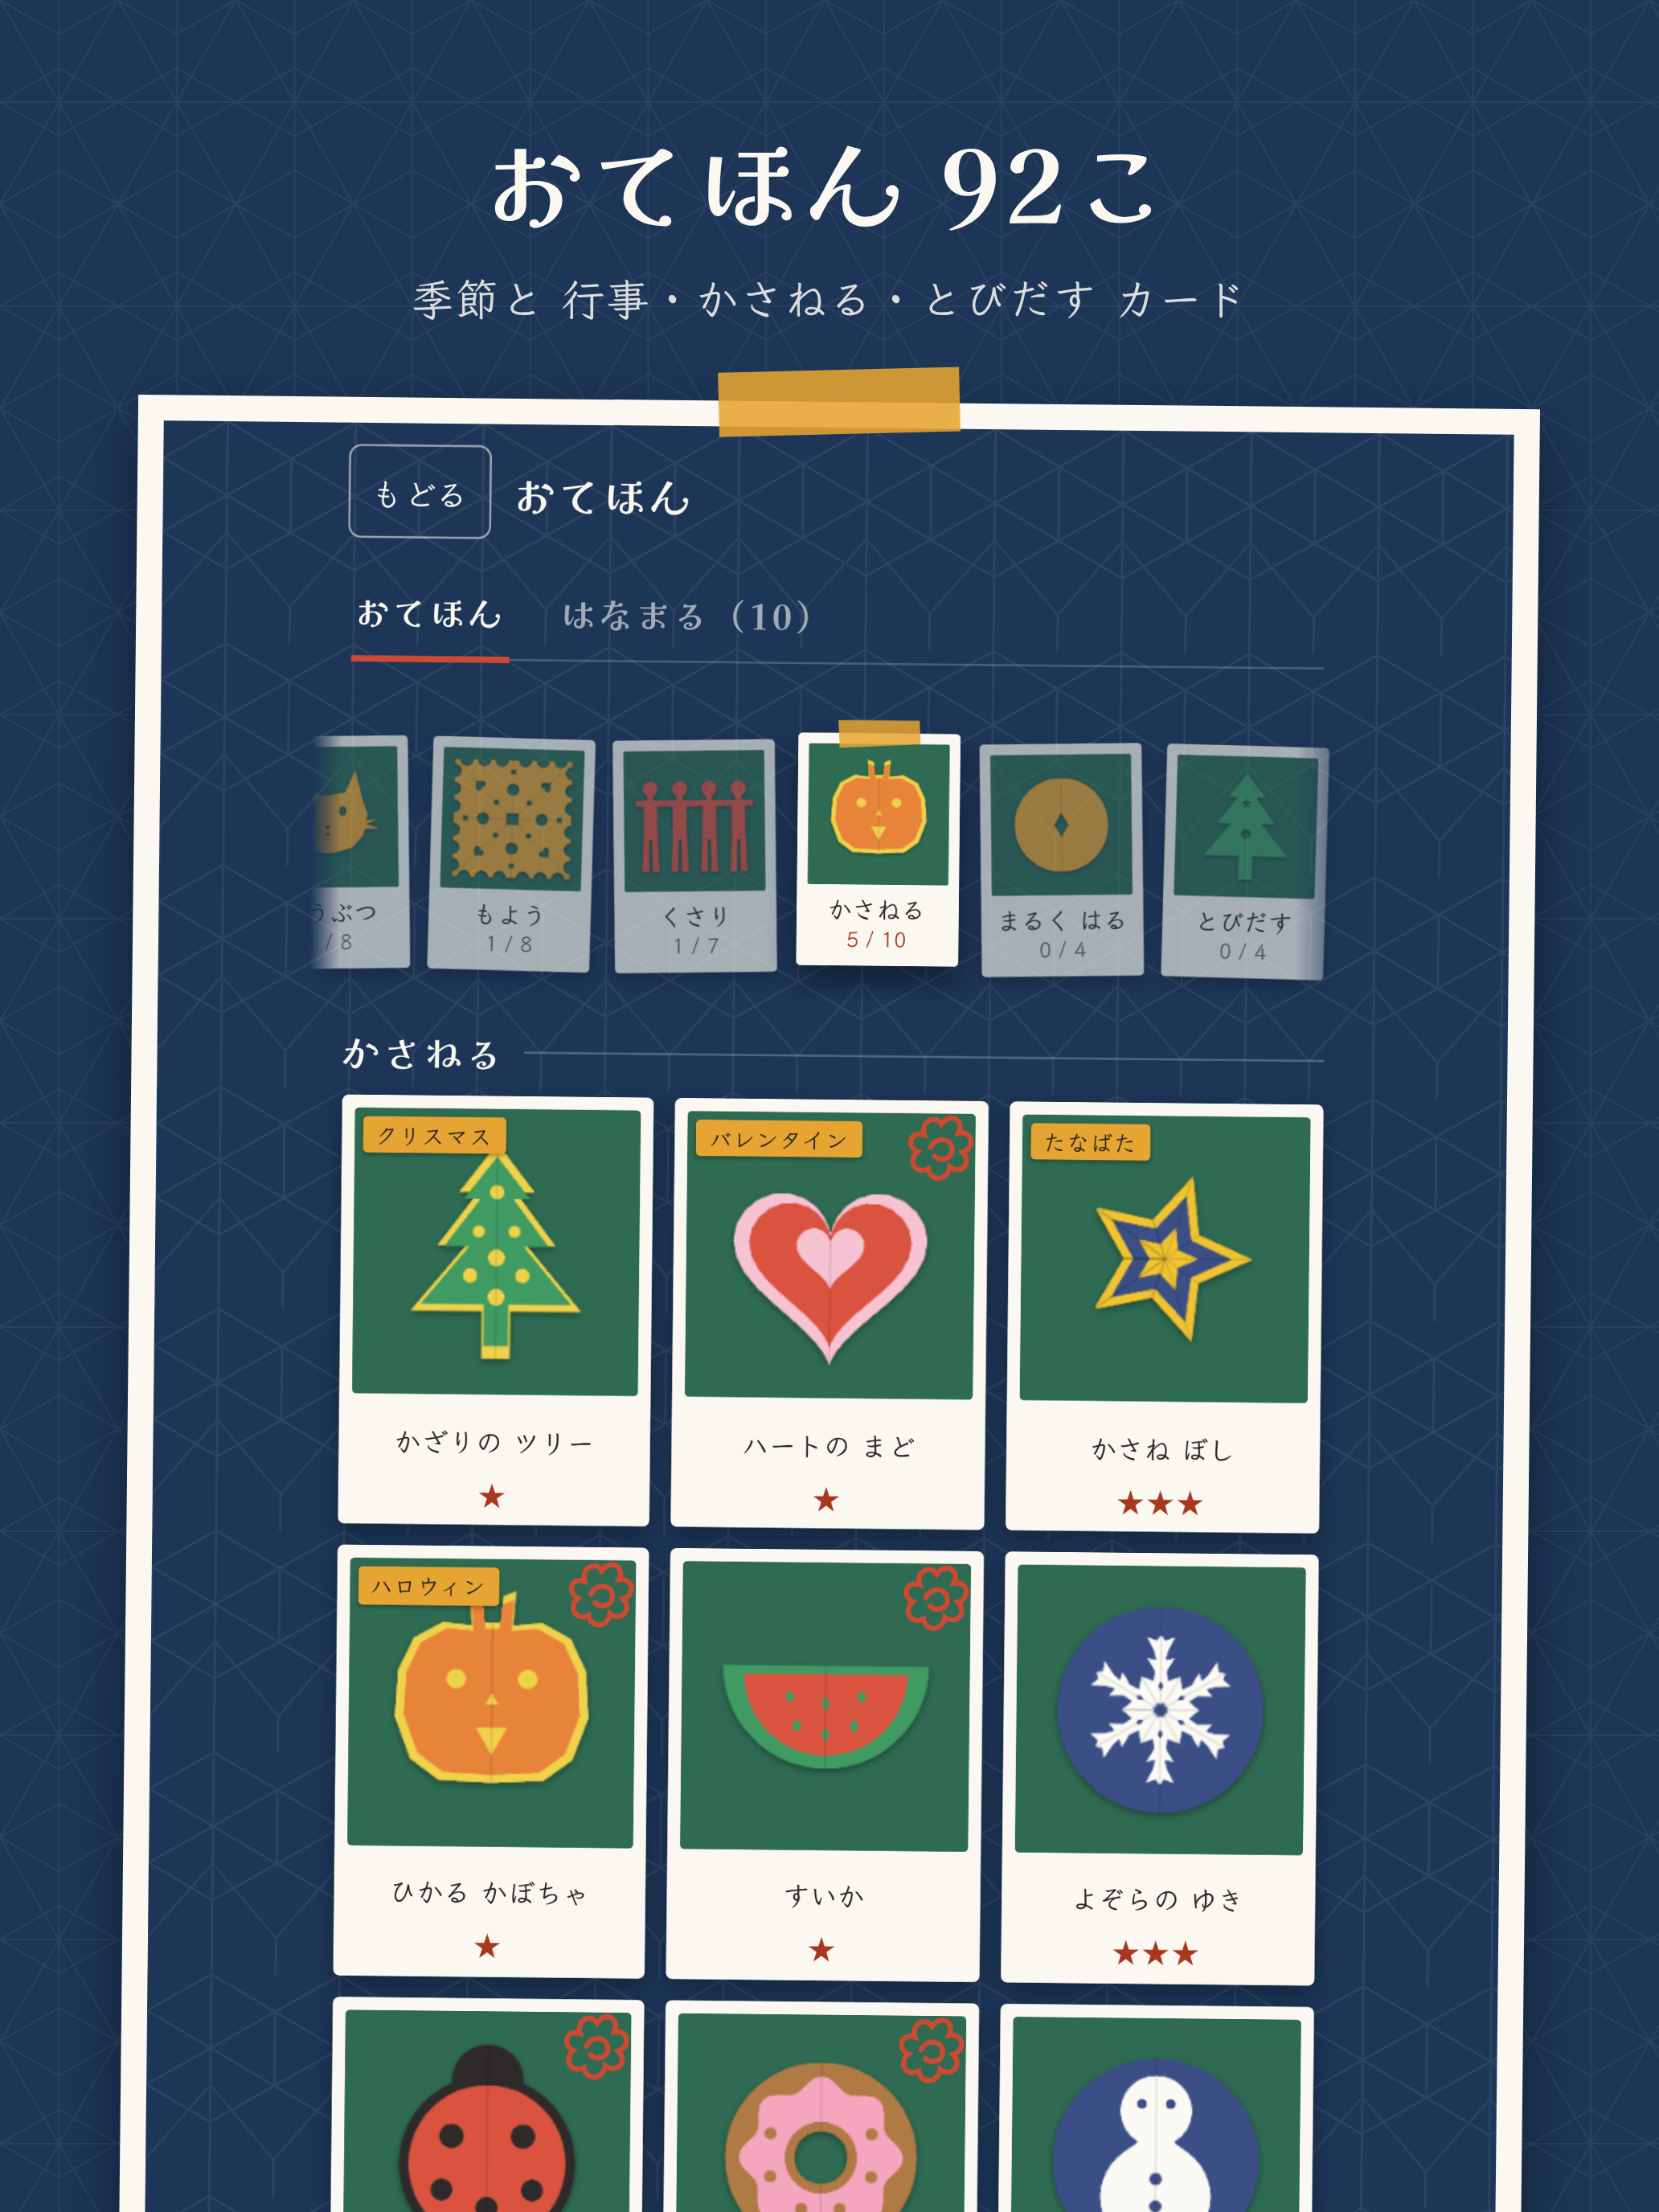 おてほん 92こ
季節と 行事・かさねる・とびだす カード
もどる
おてほん
おてほん はなまる（10）
うぶつ もよう くさり かさねる まるく はる とびだす
/ 8 1 / 8 1 / 7 5 / 10 0 / 4 0 / 4
かさねる
クリスマス バレンタイン たなばた
かざりの ツリー ハートの まど かさね ぼし
★ ★ ★★★
ハロウィン
ひかる かぼちゃ すいか よぞらの ゆき
★ ★ ★★★